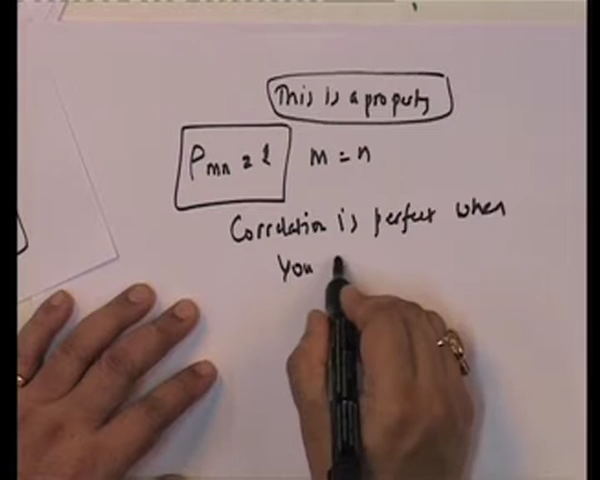 This is a property
ρmn = 1 m = n
Correlation is perfect when
you